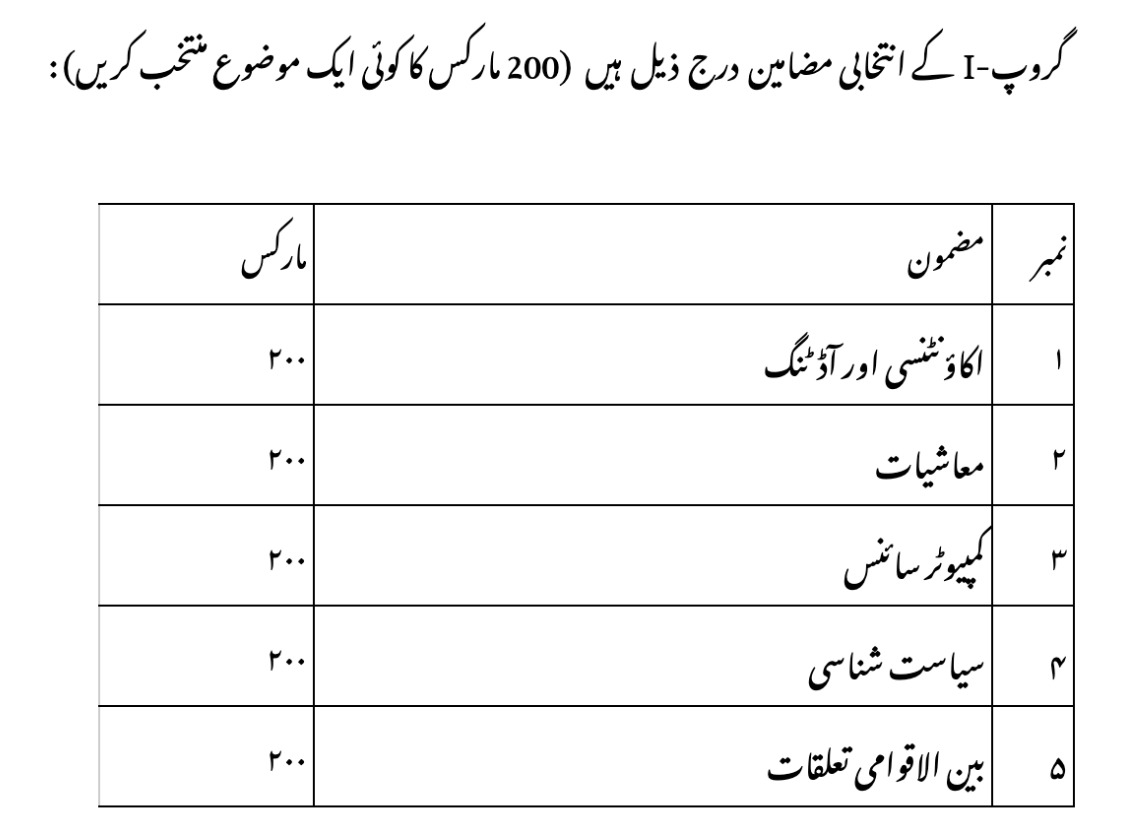 گروپ-I کے انتخابی مضامین درج ذیل ہیں (200 مارکس کا کوئی ایک موضوع منتخب کریں):
نمبر مضمون مارکس
۱ اکاؤنٹنسی اور آڈٹنگ ۲۰۰
۲ معاشیات ۲۰۰
۳ کمپیوٹر سائنس ۲۰۰
۴ سیاست شناسی ۲۰۰
۵ بین الاقوامی تعلقات ۲۰۰